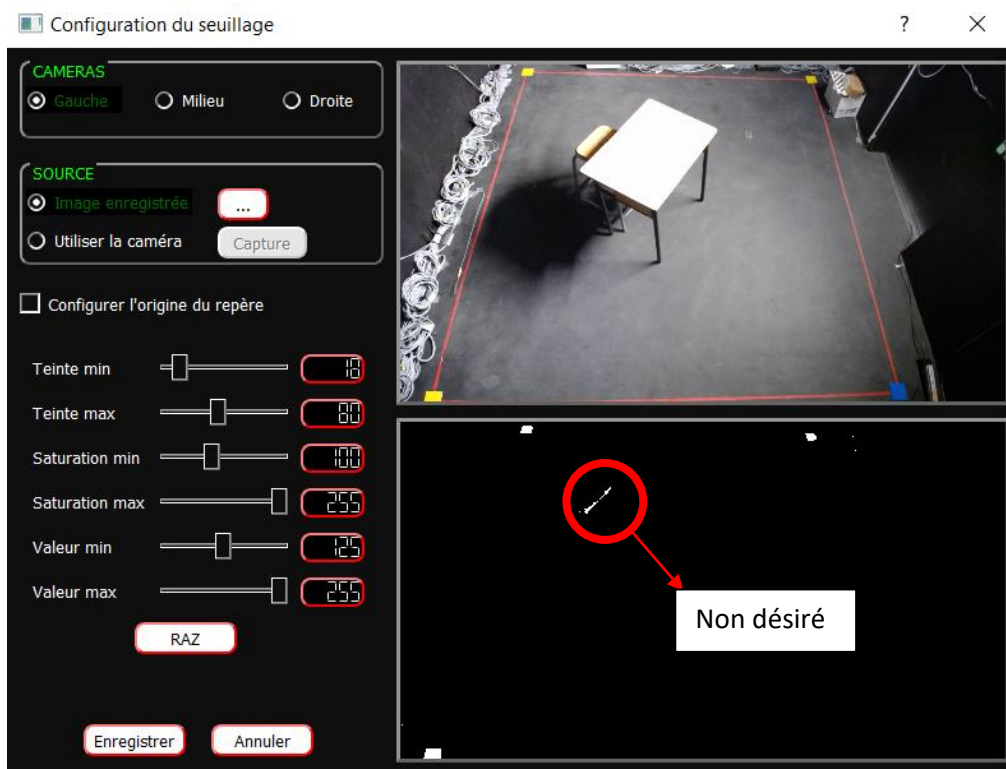 Configuration du seuillage
?
CAMERAS
Gauche Milieu Droite
SOURCE
Image enregistrée ...
Utiliser la caméra Capture
Configurer l'origine du repère
Teinte min 18
Teinte max 80
Saturation min 100
Saturation max 255
Valeur min 125
Valeur max 255
RAZ
Enregistrer Annuler
Non désiré